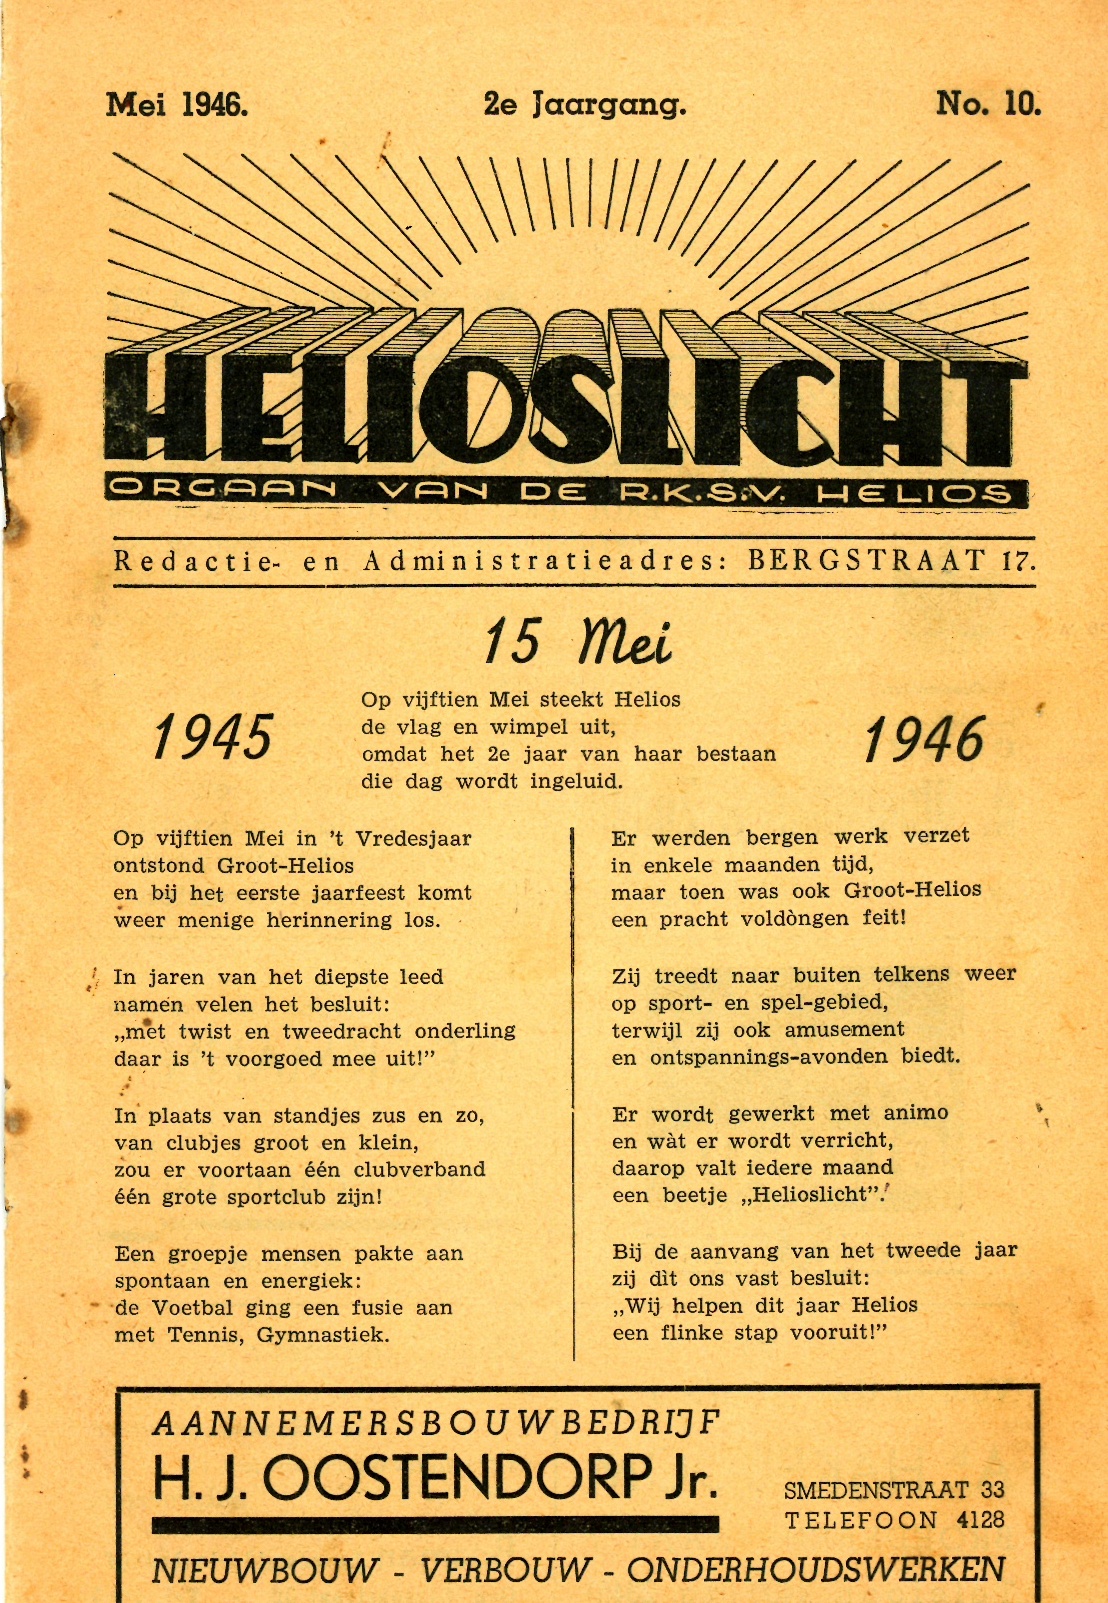 Mei 1946. 2e Jaargang. No. 10.
HELIOSLICHT
ORGAAN VAN DE R.K.S.V. HELIOS
Redactie- en Administratieadres: BERGSTRAAT 17.
15 Mei
1945
1946
Op vijftien Mei steekt Helios
de vlag en wimpel uit,
omdat het 2e jaar van haar bestaan
die dag wordt ingeluid.
Op vijftien Mei in 't Vredesjaar
ontstond Groot-Helios
en bij het eerste jaarfeest komt
weer menige herinnering los.
In jaren van het diepste leed
namen velen het besluit:
„met twist en tweedracht onderling
daar is 't voorgoed mee uit!”
In plaats van standjes zus en zo,
van clubjes groot en klein,
zou er voortaan één clubverband
één grote sportclub zijn!
Een groepje mensen pakte aan
spontaan en energiek:
de Voetbal ging een fusie aan
met Tennis, Gymnastiek.
Er werden bergen werk verzet
in enkele maanden tijd,
maar toen was ook Groot-Helios
een pracht voldòngen feit!
Zij treedt naar buiten telkens weer
op sport- en spel-gebied,
terwijl zij ook amusement
en ontspannings-avonden biedt.
Er wordt gewerkt met animo
en wàt er wordt verricht,
daarop valt iedere maand
een beetje „Helioslicht”.
Bij de aanvang van het tweede jaar
zij dìt ons vast besluit:
„Wij helpen dit jaar Helios
een flinke stap vooruit!”
AANNEMERSBOUWBEDRIJF
H. J. OOSTENDORP Jr.
SMEDENSTRAAT 33
TELEFOON 4128
NIEUWBOUW - VERBOUW - ONDERHOUDSWERKEN